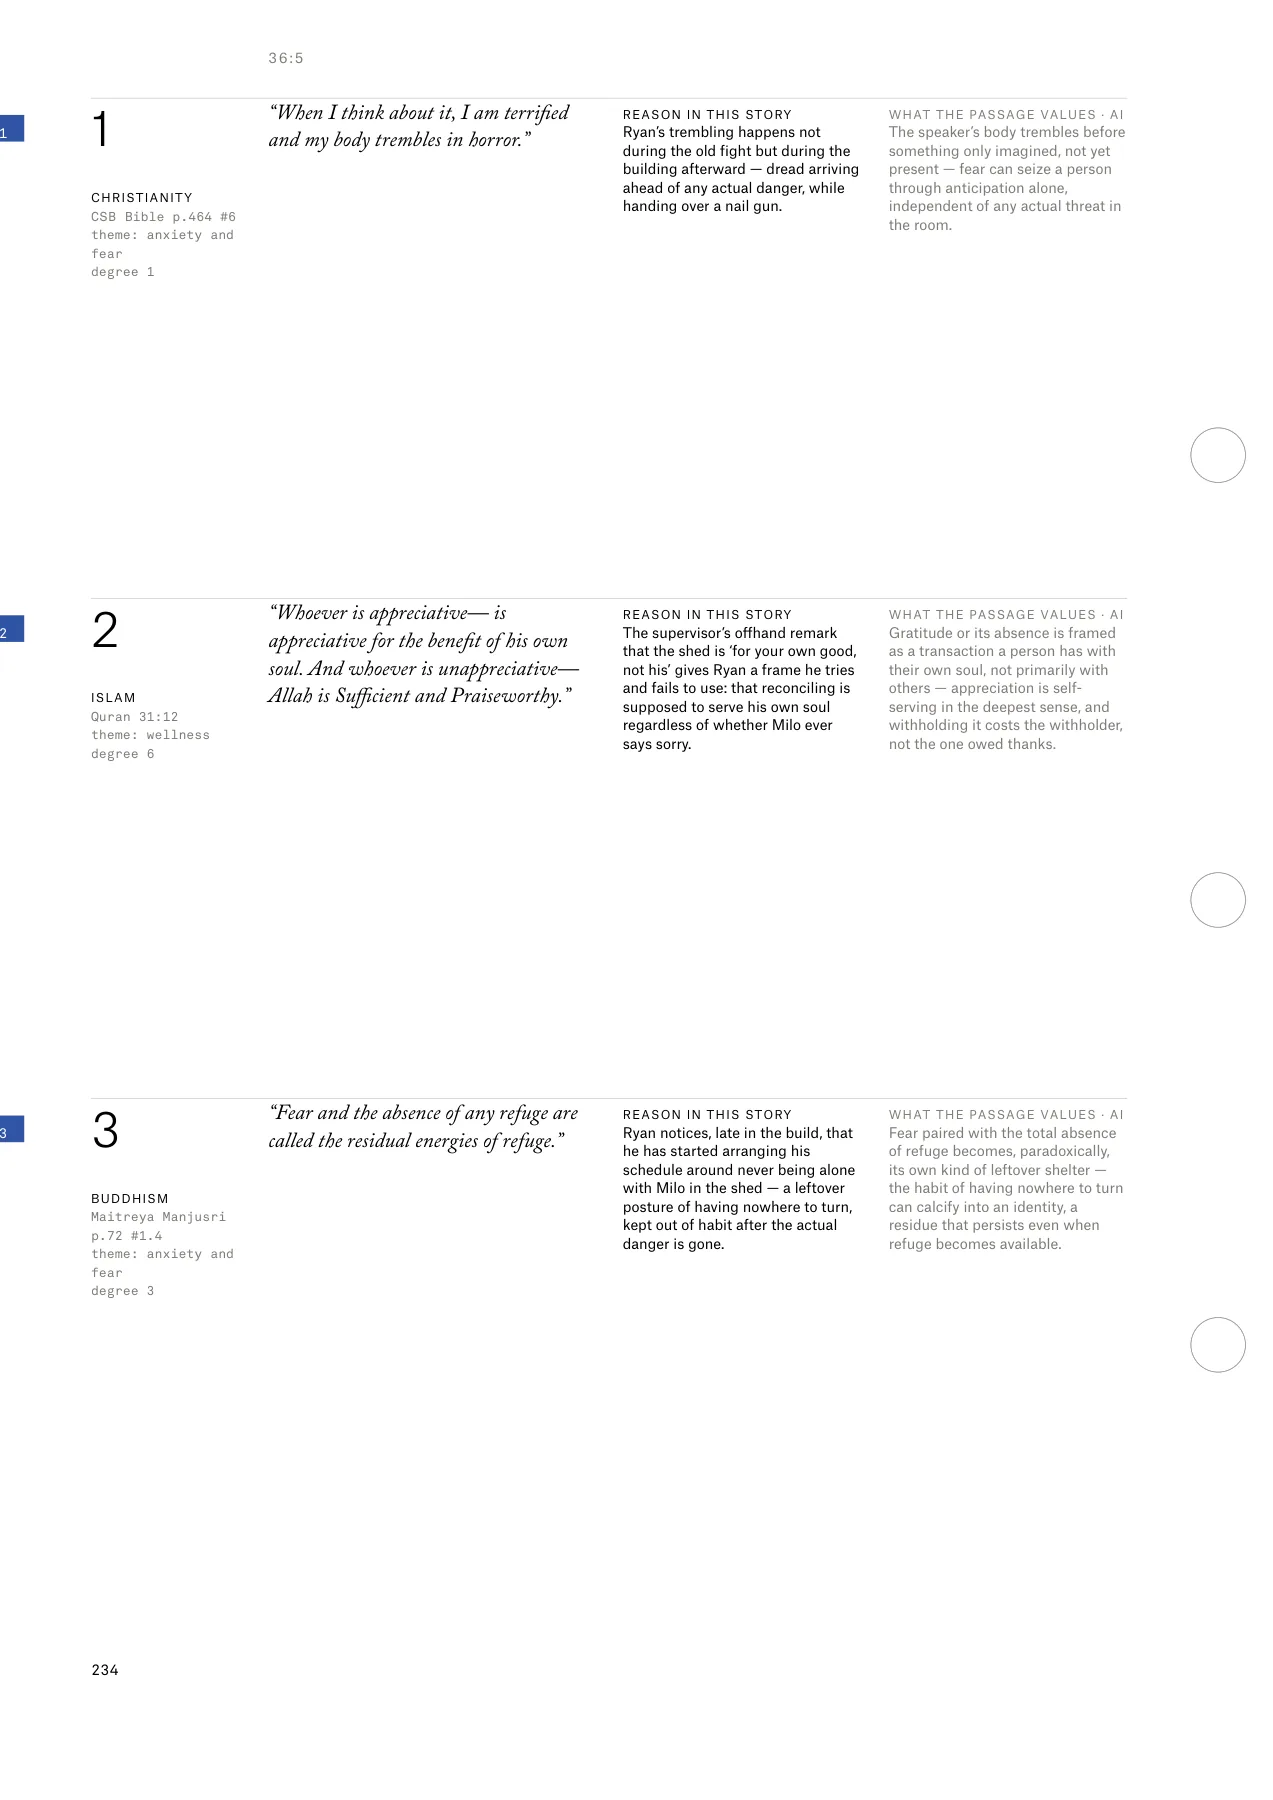 36:5
1
1
CHRISTIANITY
CSB Bible p.464 #6
theme: anxiety and
fear
degree 1
“When I think about it, I am terrified
and my body trembles in horror.”
REASON IN THIS STORY
Ryan’s trembling happens not
during the old fight but during the
building afterward — dread arriving
ahead of any actual danger, while
handing over a nail gun.
WHAT THE PASSAGE VALUES · AI
The speaker’s body trembles before
something only imagined, not yet
present — fear can seize a person
through anticipation alone,
independent of any actual threat in
the room.
2
2
ISLAM
Quran 31:12
theme: wellness
degree 6
“Whoever is appreciative— is
appreciative for the benefit of his own
soul. And whoever is unappreciative—
Allah is Sufficient and Praiseworthy.”
REASON IN THIS STORY
The supervisor’s offhand remark
that the shed is ‘for your own good,
not his’ gives Ryan a frame he tries
and fails to use: that reconciling is
supposed to serve his own soul
regardless of whether Milo ever
says sorry.
WHAT THE PASSAGE VALUES · AI
Gratitude or its absence is framed
as a transaction a person has with
their own soul, not primarily with
others — appreciation is self-
serving in the deepest sense, and
withholding it costs the withholder,
not the one owed thanks.
3
3
BUDDHISM
Maitreya Manjusri
p.72 #1.4
theme: anxiety and
fear
degree 3
“Fear and the absence of any refuge are
called the residual energies of refuge.”
REASON IN THIS STORY
Ryan notices, late in the build, that
he has started arranging his
schedule around never being alone
with Milo in the shed — a leftover
posture of having nowhere to turn,
kept out of habit after the actual
danger is gone.
WHAT THE PASSAGE VALUES · AI
Fear paired with the total absence
of refuge becomes, paradoxically,
its own kind of leftover shelter —
the habit of having nowhere to turn
can calcify into an identity, a
residue that persists even when
refuge becomes available.
234